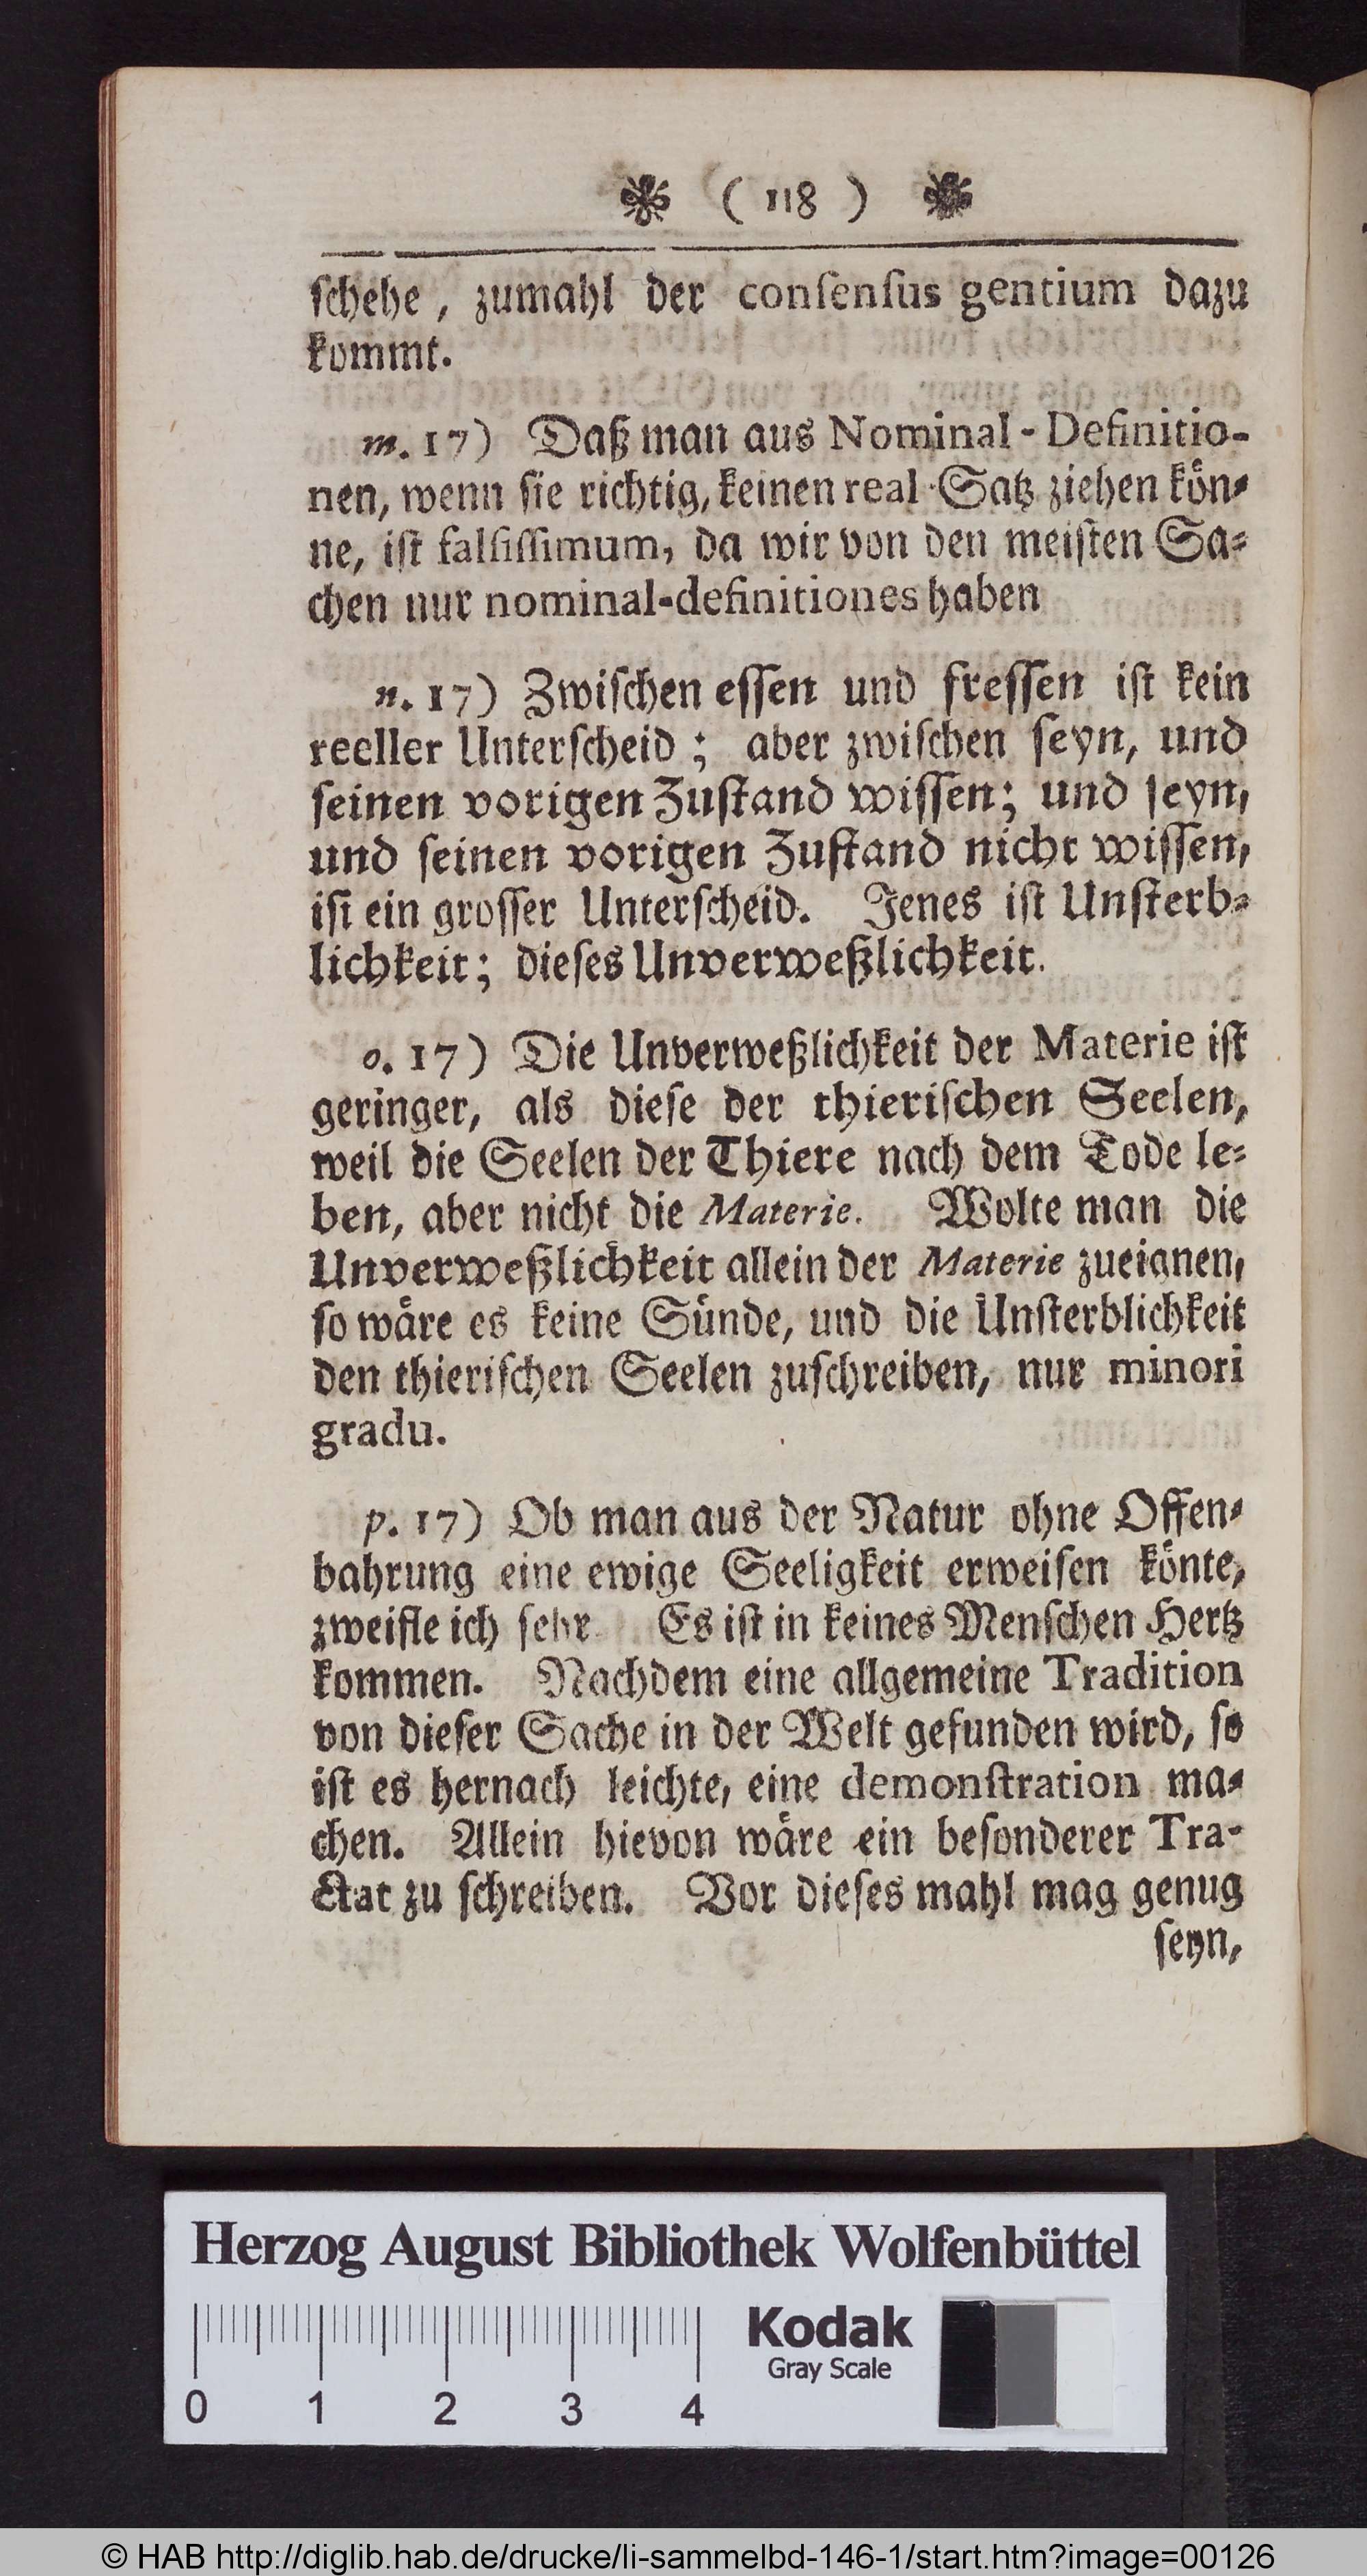 ❃ ( 118 ) ❃
ſchehe, zumahl der conſenſus gentium dazu
kommt.
m. 17) Daß man aus Nominal-Definitio-
nen, wenn ſie richtig, keinen real-Satz ziehen koͤn-
ne, iſt falſiſſimum, da wir von den meiſten Sa-
chen nur nominal-definitiones haben
n. 17) Zwiſchen eſſen und freſſen iſt kein
reeller Unterſcheid; aber zwiſchen ſeyn, und
ſeinen vorigen Zuſtand wiſſen; und ſeyn,
und ſeinen vorigen Zuſtand nicht wiſſen,
iſt ein groſſer Unterſcheid. Jenes iſt Unſterb-
lichkeit; dieſes Unverweßlichkeit.
o. 17) Die Unverweßlichkeit der Materie iſt
geringer, als dieſe der thieriſchen Seelen,
weil die Seelen der Thiere nach dem Tode le-
ben, aber nicht die Materie. Wolte man die
Unverweßlichkeit allein der Materie zueignen,
ſo waͤre es keine Suͤnde, und die Unſterblichkeit
den thieriſchen Seelen zuſchreiben, nur minori
gradu.
p. 17) Ob man aus der Natur ohne Offen-
bahrung eine ewige Seeligkeit erweiſen koͤnte,
zweifle ich ſehr. Es iſt in keines Menſchen Hertz
kommen. Nachdem eine allgemeine Tradition
von dieſer Sache in der Welt gefunden wird, ſo
iſt es hernach leichte, eine demonſtration ma-
chen. Allein hievon waͤre ein beſonderer Tra-
ctat zu ſchreiben. Vor dieſes mahl mag genug
ſeyn,
Herzog August Bibliothek Wolfenbüttel
Kodak
Gray Scale
0 1 2 3 4
© HAB http://diglib.hab.de/drucke/li-sammelbd-146-1/start.htm?image=00126